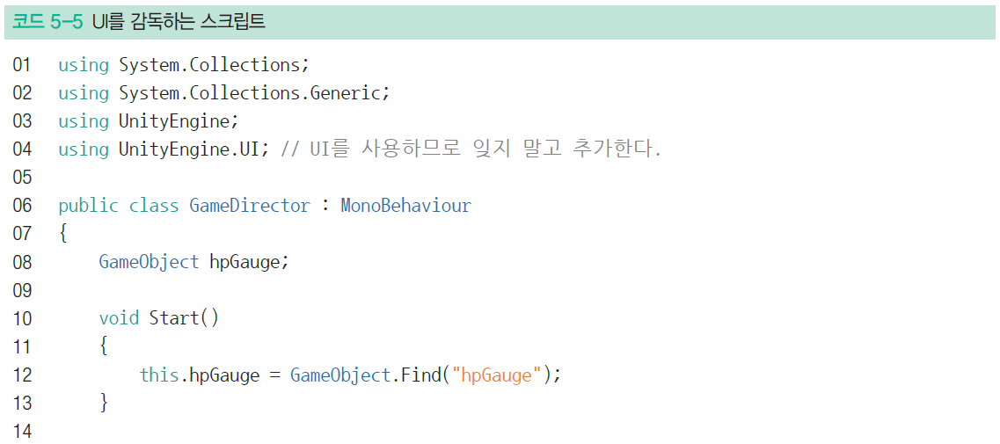 코드 5-5 UI를 감독하는 스크립트
01 using System.Collections;
02 using System.Collections.Generic;
03 using UnityEngine;
04 using UnityEngine.UI; // UI를 사용하므로 잊지 말고 추가한다.
05
06 public class GameDirector : MonoBehaviour
07 {
08     GameObject hpGauge;
09
10     void Start()
11     {
12         this.hpGauge = GameObject.Find("hpGauge");
13     }
14